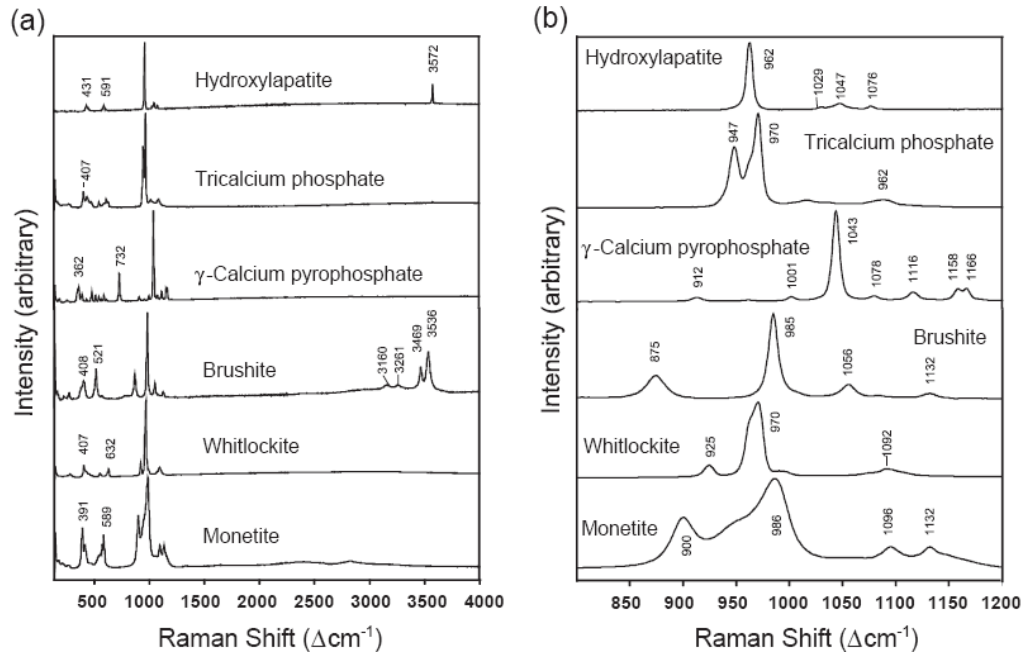 (a)
Hydroxylapatite
431
591
3572
Tricalcium phosphate
407
γ-Calcium pyrophosphate
362
732
Brushite
408
521
3160
3261
3469
3536
Whitlockite
407
632
Monetite
391
589
Intensity (arbitrary)
500 1000 1500 2000 2500 3000 3500 4000
Raman Shift (Δcm-1)
(b)
Hydroxylapatite
962
1029
1047
1076
Tricalcium phosphate
947
970
962
γ-Calcium pyrophosphate
912
1001
1043
1078
1116
1158
1166
Brushite
875
985
1056
1132
Whitlockite
925
970
1092
Monetite
900
986
1096
1132
Intensity (arbitrary)
850 900 950 1000 1050 1100 1150 1200
Raman Shift (Δcm-1)